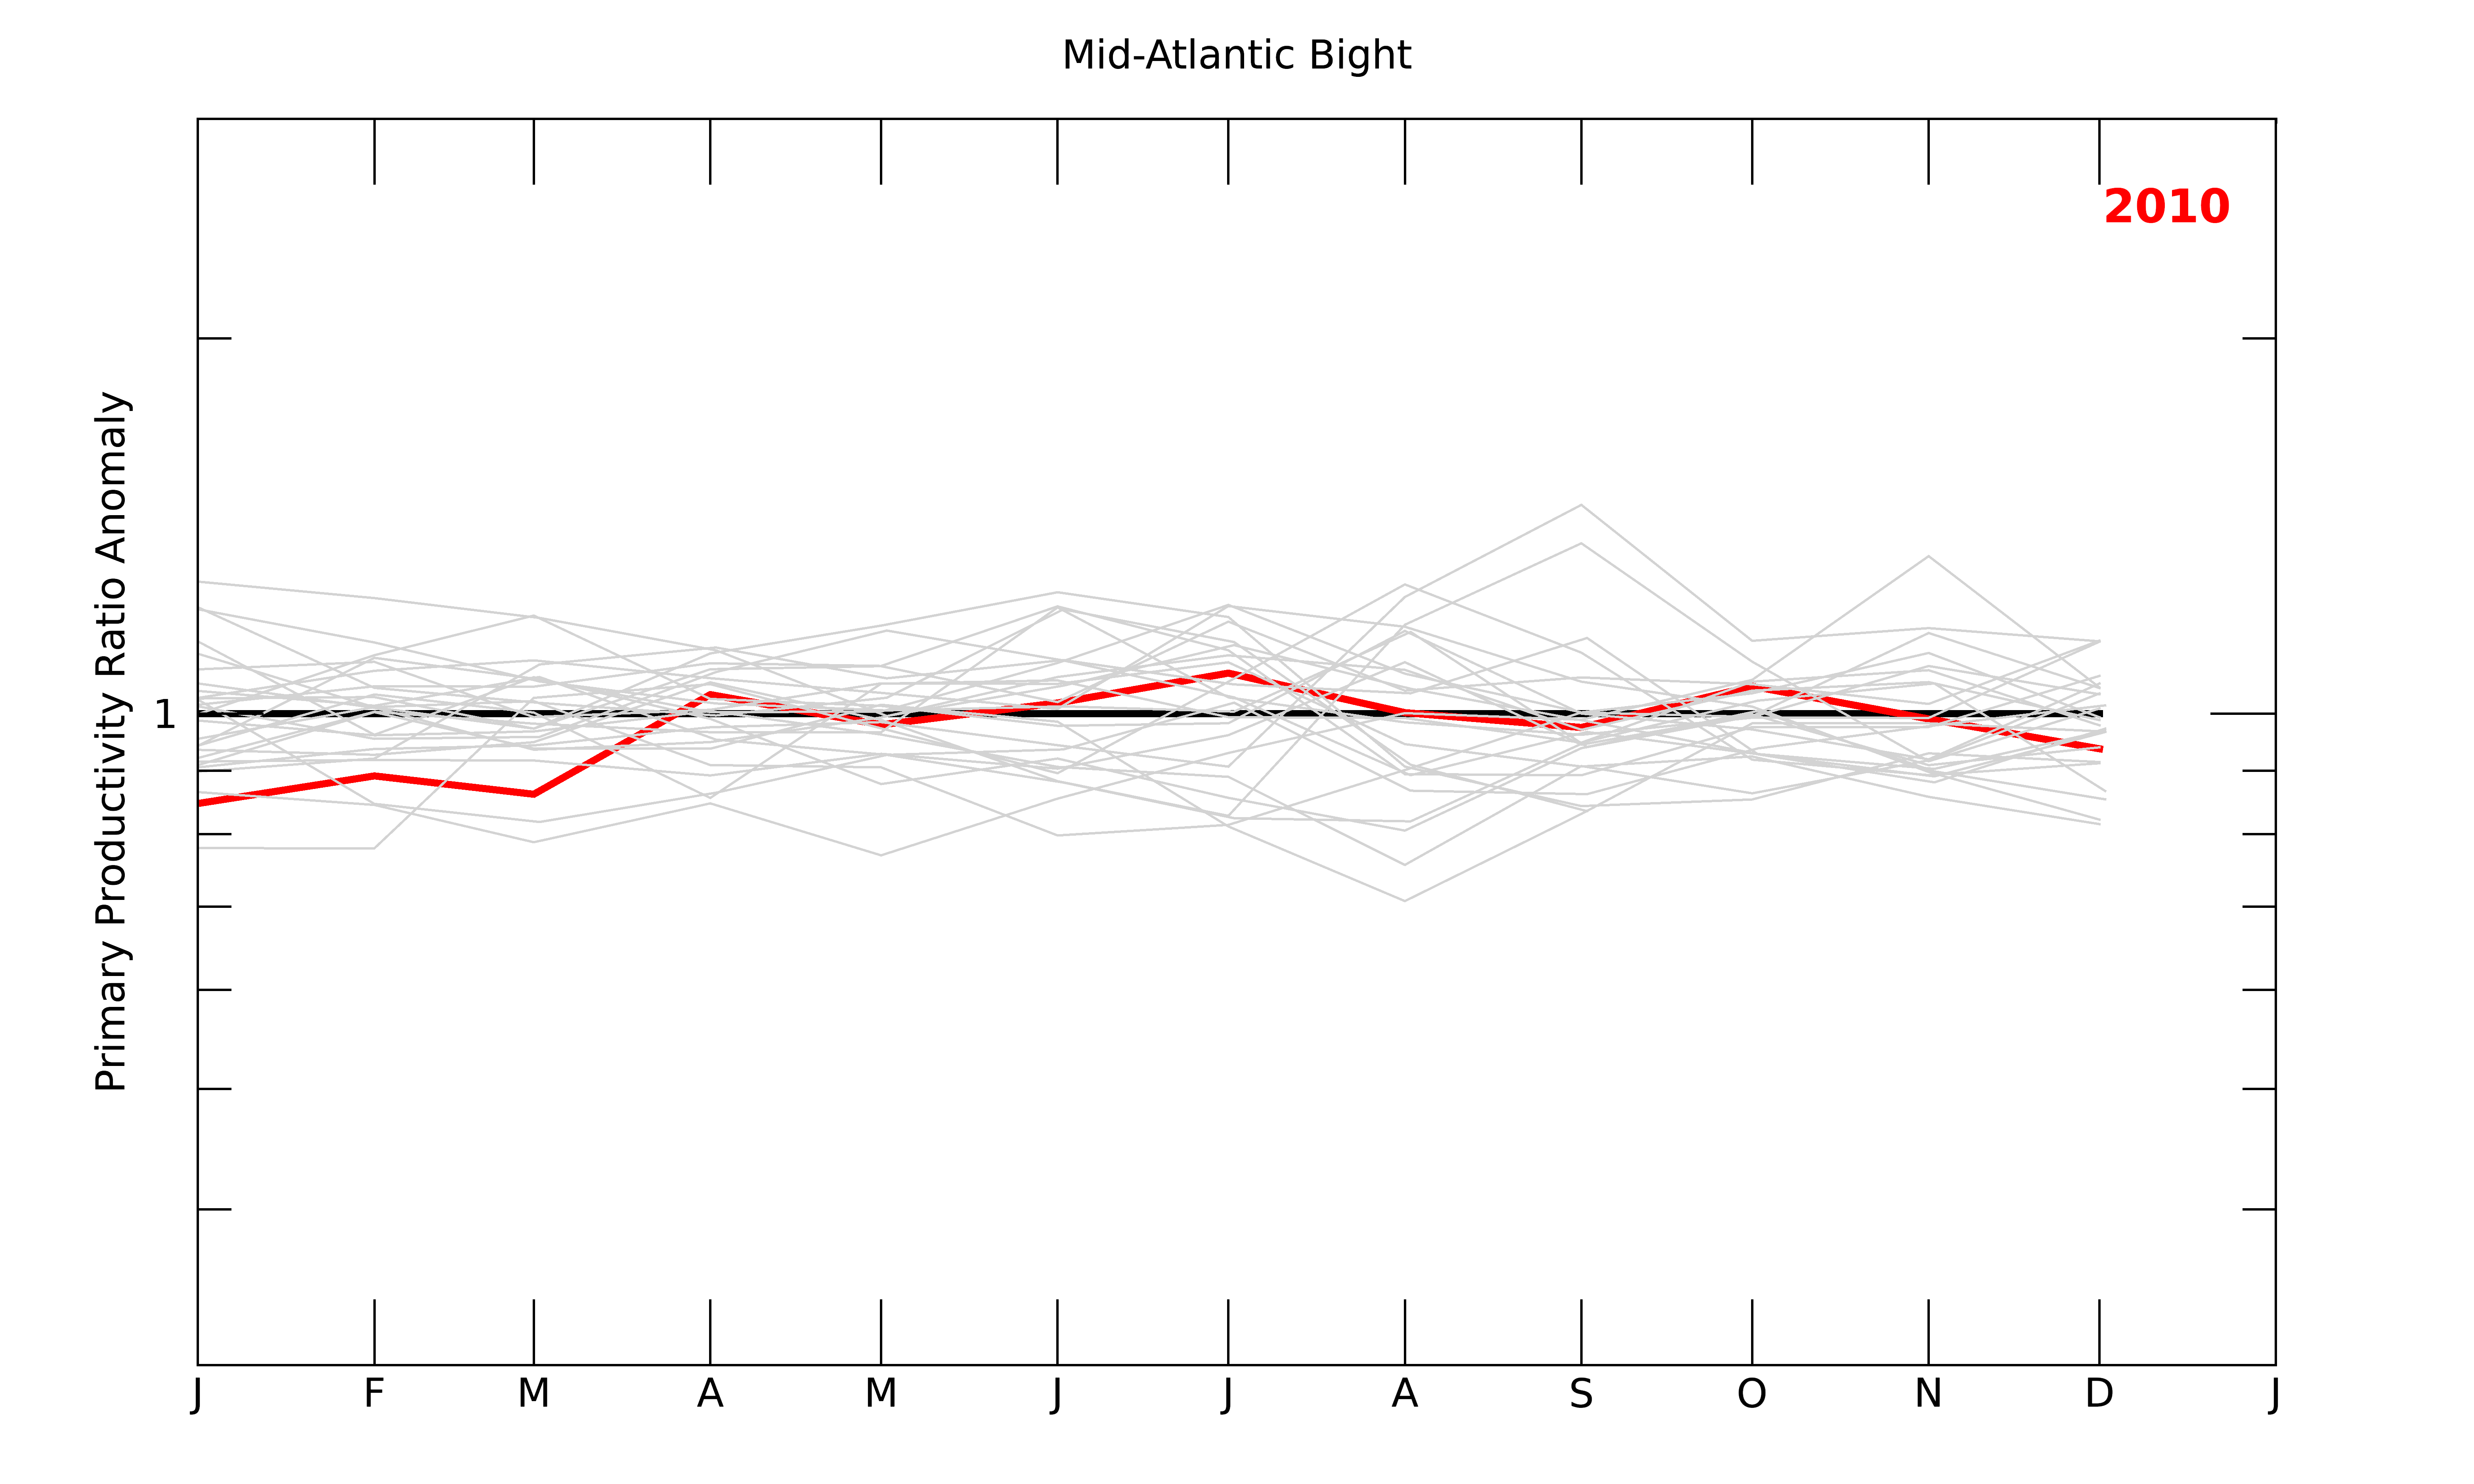 Mid-Atlantic Bight
2010
Primary Productivity Ratio Anomaly
1
J F M A M J J A S O N D J